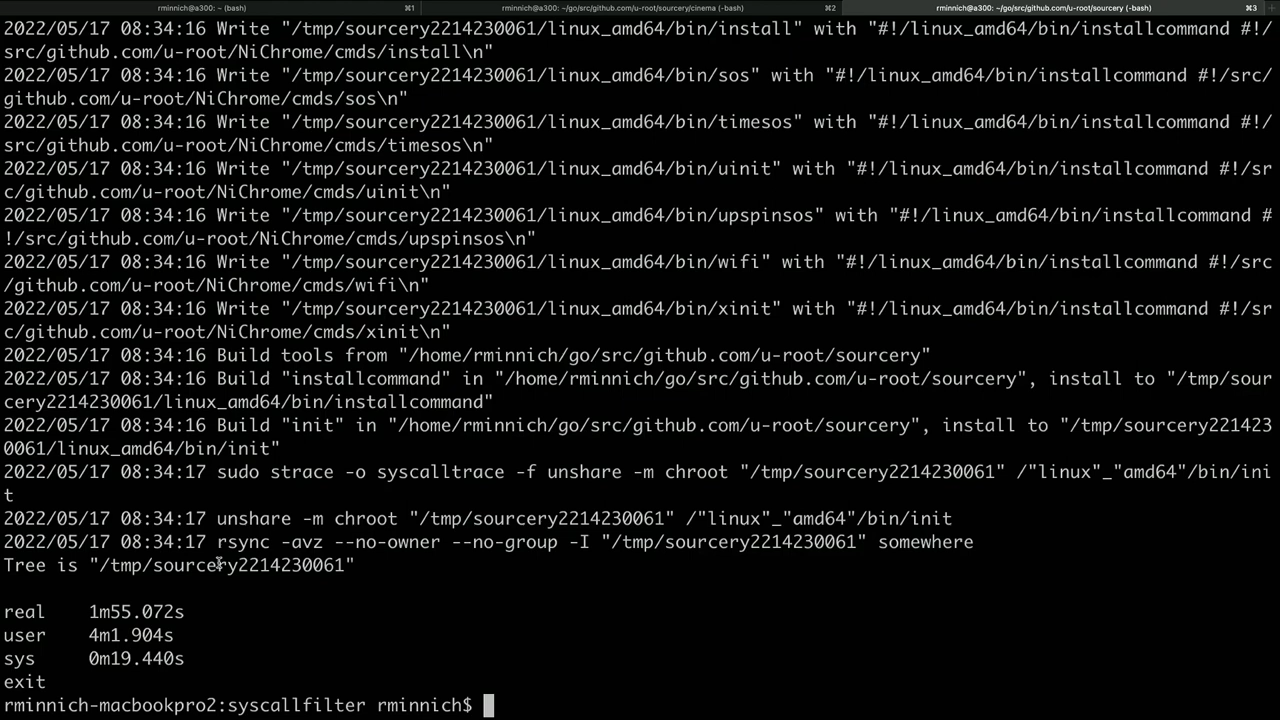 rminnich@a300: ~ (-bash) ⌘1 rminnich@a300: ~/go/src/github.com/u-root/sourcery/cinema (-bash) ⌘2 rminnich@a300: ~/go/src/github.com/u-root/sourcery (-bash) ⌘3
2022/05/17 08:34:16 Write "/tmp/sourcery2214230061/linux_amd64/bin/install" with "#!/linux_amd64/bin/installcommand #!/
src/github.com/u-root/NiChrome/cmds/install\n"
2022/05/17 08:34:16 Write "/tmp/sourcery2214230061/linux_amd64/bin/sos" with "#!/linux_amd64/bin/installcommand #!/src/
github.com/u-root/NiChrome/cmds/sos\n"
2022/05/17 08:34:16 Write "/tmp/sourcery2214230061/linux_amd64/bin/timesos" with "#!/linux_amd64/bin/installcommand #!/
src/github.com/u-root/NiChrome/cmds/timesos\n"
2022/05/17 08:34:16 Write "/tmp/sourcery2214230061/linux_amd64/bin/uinit" with "#!/linux_amd64/bin/installcommand #!/sr
c/github.com/u-root/NiChrome/cmds/uinit\n"
2022/05/17 08:34:16 Write "/tmp/sourcery2214230061/linux_amd64/bin/upspinsos" with "#!/linux_amd64/bin/installcommand #
!/src/github.com/u-root/NiChrome/cmds/upspinsos\n"
2022/05/17 08:34:16 Write "/tmp/sourcery2214230061/linux_amd64/bin/wifi" with "#!/linux_amd64/bin/installcommand #!/src
/github.com/u-root/NiChrome/cmds/wifi\n"
2022/05/17 08:34:16 Write "/tmp/sourcery2214230061/linux_amd64/bin/xinit" with "#!/linux_amd64/bin/installcommand #!/sr
c/github.com/u-root/NiChrome/cmds/xinit\n"
2022/05/17 08:34:16 Build tools from "/home/rminnich/go/src/github.com/u-root/sourcery"
2022/05/17 08:34:16 Build "installcommand" in "/home/rminnich/go/src/github.com/u-root/sourcery", install to "/tmp/sour
cery2214230061/linux_amd64/bin/installcommand"
2022/05/17 08:34:16 Build "init" in "/home/rminnich/go/src/github.com/u-root/sourcery", install to "/tmp/sourcery221423
0061/linux_amd64/bin/init"
2022/05/17 08:34:17 sudo strace -o syscalltrace -f unshare -m chroot "/tmp/sourcery2214230061" /"linux"_"amd64"/bin/ini
t
2022/05/17 08:34:17 unshare -m chroot "/tmp/sourcery2214230061" /"linux"_"amd64"/bin/init
2022/05/17 08:34:17 rsync -avz --no-owner --no-group -I "/tmp/sourcery2214230061" somewhere
Tree is "/tmp/sourcery2214230061"
real 1m55.072s
user 4m1.904s
sys 0m19.440s
exit
rminnich-macbookpro2:syscallfilter rminnich$